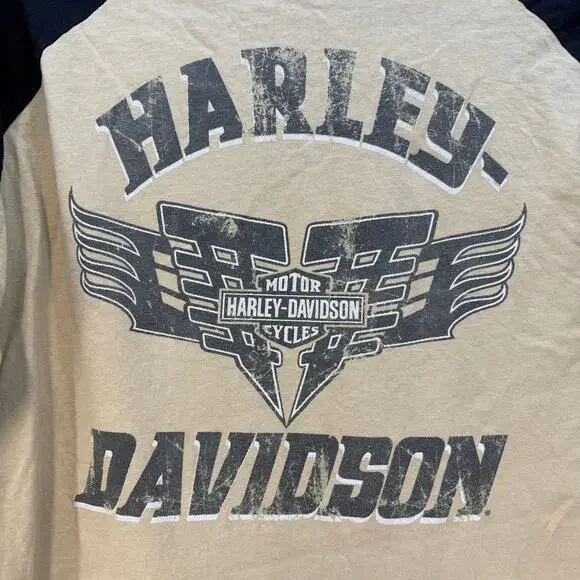 HARLEY-
MOTOR
HARLEY-DAVIDSON
CYCLES
DAVIDSON.